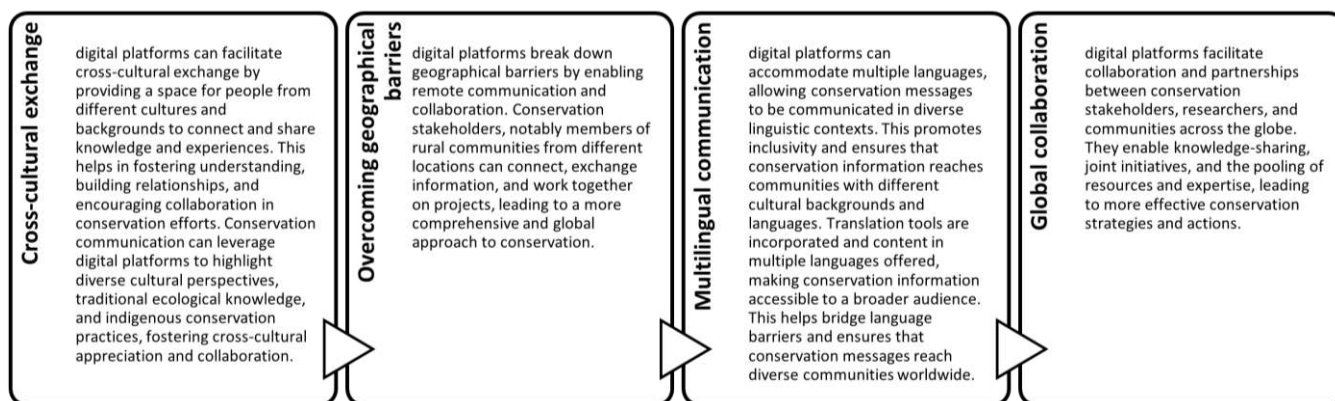 Cross-cultural exchange
digital platforms can facilitate
cross-cultural exchange by
providing a space for people from
different cultures and
backgrounds to connect and share
knowledge and experiences. This
helps in fostering understanding,
building relationships, and
encouraging collaboration in
conservation efforts. Conservation
communication can leverage
digital platforms to highlight
diverse cultural perspectives,
traditional ecological knowledge,
and indigenous conservation
practices, fostering cross-cultural
appreciation and collaboration.
Overcoming geographical
barriers
digital platforms break down
geographical barriers by enabling
remote communication and
collaboration. Conservation
stakeholders, notably members of
rural communities from different
locations can connect, exchange
information, and work together
on projects, leading to a more
comprehensive and global
approach to conservation.
Multilingual communication
digital platforms can
accommodate multiple languages,
allowing conservation messages
to be communicated in diverse
linguistic contexts. This promotes
inclusivity and ensures that
conservation information reaches
communities with different
cultural backgrounds and
languages. Translation tools are
incorporated and content in
multiple languages offered,
making conservation information
accessible to a broader audience.
This helps bridge language
barriers and ensures that
conservation messages reach
diverse communities worldwide.
Global collaboration
digital platforms facilitate
collaboration and partnerships
between conservation
stakeholders, researchers, and
communities across the globe.
They enable knowledge-sharing,
joint initiatives, and the pooling of
resources and expertise, leading
to more effective conservation
strategies and actions.